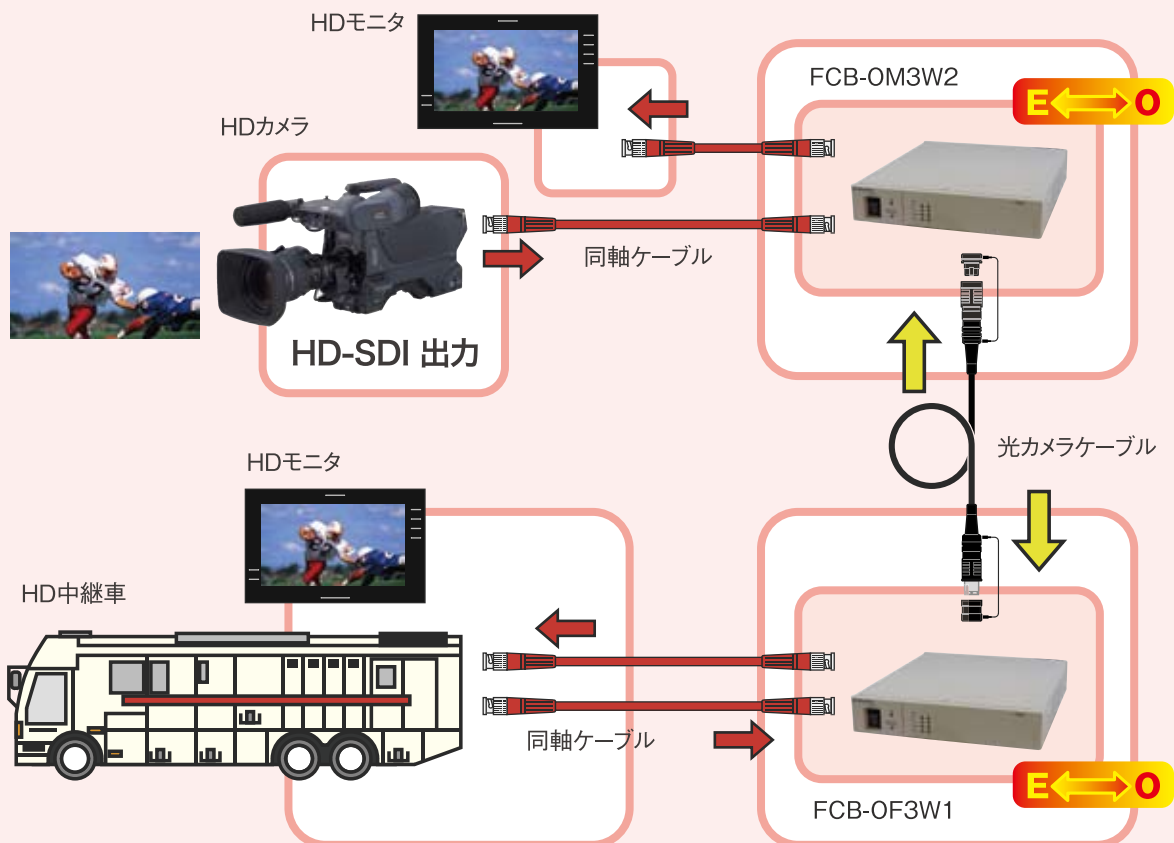 HDモニタ
FCB-OM3W2
E O
HDカメラ
同軸ケーブル
HD-SDI 出力
光カメラケーブル
HDモニタ
HD中継車
同軸ケーブル
E O
FCB-OF3W1